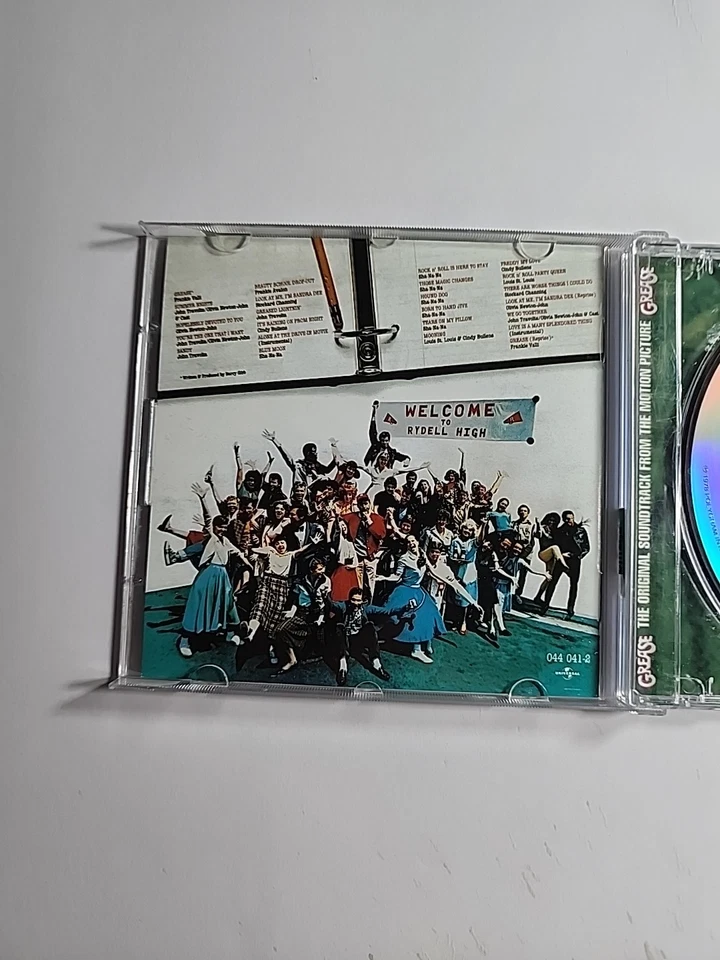 GREASE*
Frankie Valli
SUMMER NIGHTS
John Travolta/Olivia Newton-John
& Cast
HOPELESSLY DEVOTED TO YOU
Olivia Newton-John
YOU'RE THE ONE THAT I WANT
John Travolta/Olivia Newton-John
SANDY
John Travolta
BEAUTY SCHOOL DROP-OUT
Frankie Avalon
LOOK AT ME, I'M SANDRA DEE
Stockard Channing
GREASED LIGHTNIN'
John Travolta
IT'S RAINING ON PROM NIGHT
Cindy Bullens
ALONE AT THE DRIVE-IN MOVIE
(Instrumental)
BLUE MOON
Sha Na Na
* Written & Produced by Barry Gibb
ROCK n' ROLL IS HERE TO STAY
Sha Na Na
THOSE MAGIC CHANGES
Sha Na Na
HOUND DOG
Sha Na Na
BORN TO HAND JIVE
Sha Na Na
TEARS ON MY PILLOW
Sha Na Na
MOONING
Louis St. Louis & Cindy Bullens
FREDDY MY LOVE
Cindy Bullens
ROCK n' ROLL PARTY QUEEN
Louis St. Louis
THERE ARE WORSE THINGS I COULD DO
Stockard Channing
LOOK AT ME, I'M SANDRA DEE (Reprise)
Olivia Newton-John
WE GO TOGETHER
John Travolta/Olivia Newton-John & Cast
LOVE IS A MANY SPLENDORED THING
(Instrumental)
GREASE (Reprise)*
Frankie Valli
WELCOME
TO
RYDELL HIGH
044 041-2
UNIVERSAL
GREASE THE ORIGINAL SOUNDTRACK FROM THE MOTION PICTURE GREASE